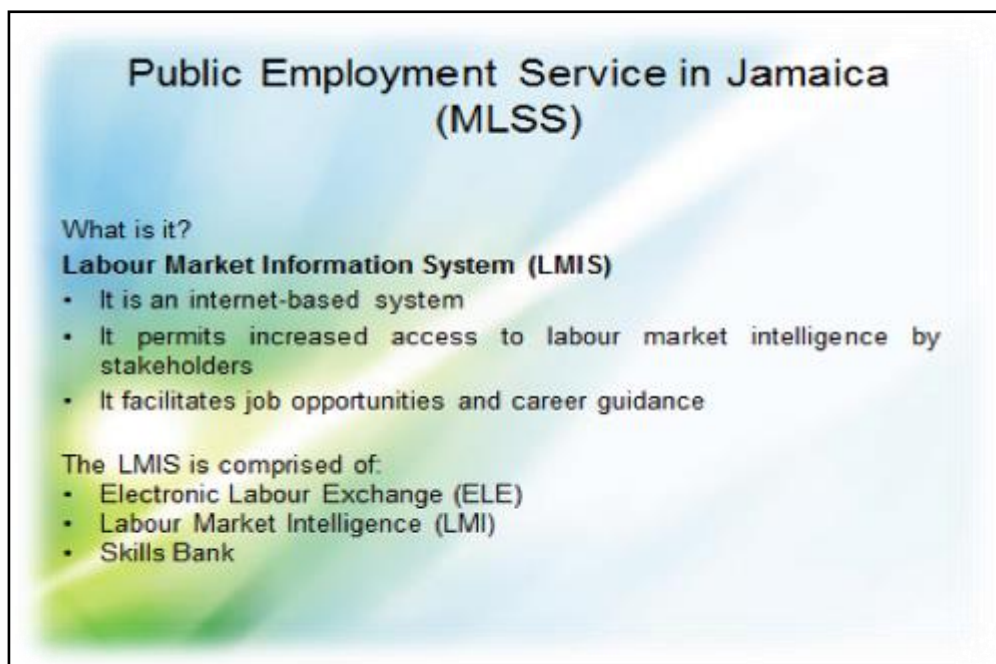 Public Employment Service in Jamaica
(MLSS)
What is it?
Labour Market Information System (LMIS)
• It is an internet-based system
• It permits increased access to labour market intelligence by
stakeholders
• It facilitates job opportunities and career guidance
The LMIS is comprised of:
• Electronic Labour Exchange (ELE)
• Labour Market Intelligence (LMI)
• Skills Bank